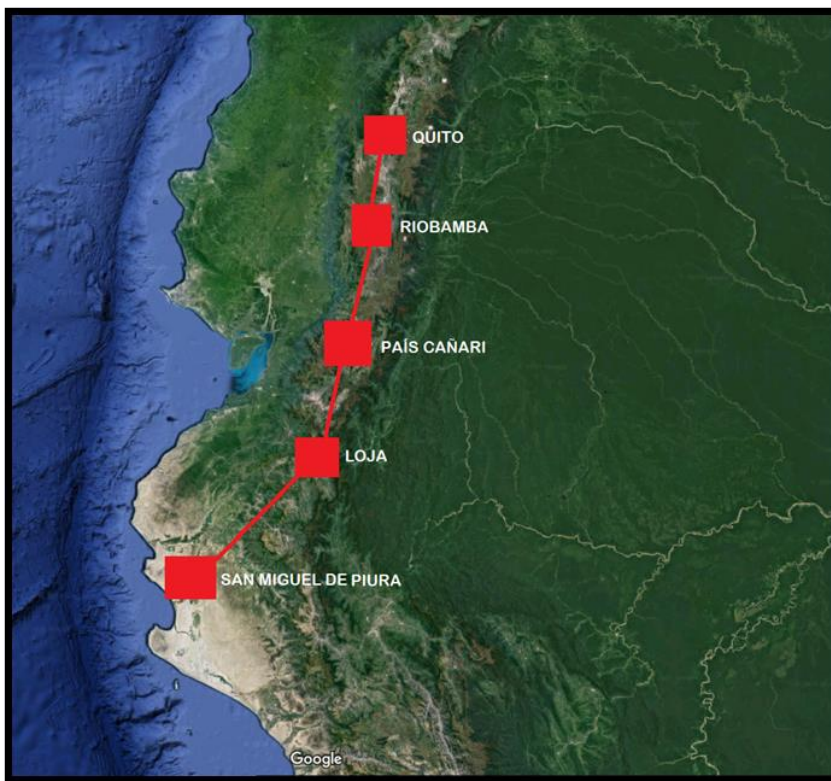 QUITO
RIOBAMBA
PAÍS CAÑARI
LOJA
SAN MIGUEL DE PIURA
Google